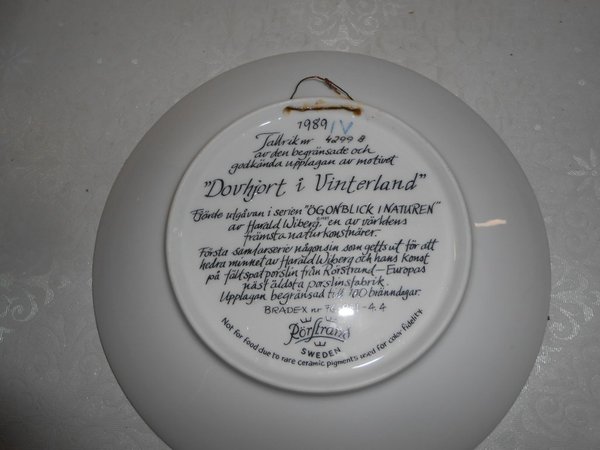 1989 IV
Tallrik nr 4299 B
av den begränsade och
godkända upplagan av motivet
"Dovhjort i Vinterland"
Fjärde utgåvan i serien "ÖGONBLICK I NATUREN"
av Harald Wiberg, en av världens
främsta naturkonstnärer.
Första samlarserie någonsin som getts ut för att
hedra minnet av Harald Wiberg och hans konst
på fältspatporslin från Rörstrand-Europas
näst äldsta porslinsfabrik.
Upplagan begränsad till 100 bränndagar.
BRADEX nr -4.4
Rörstrand
SWEDEN
Not for food due to rare ceramic pigments used for color fidelity.